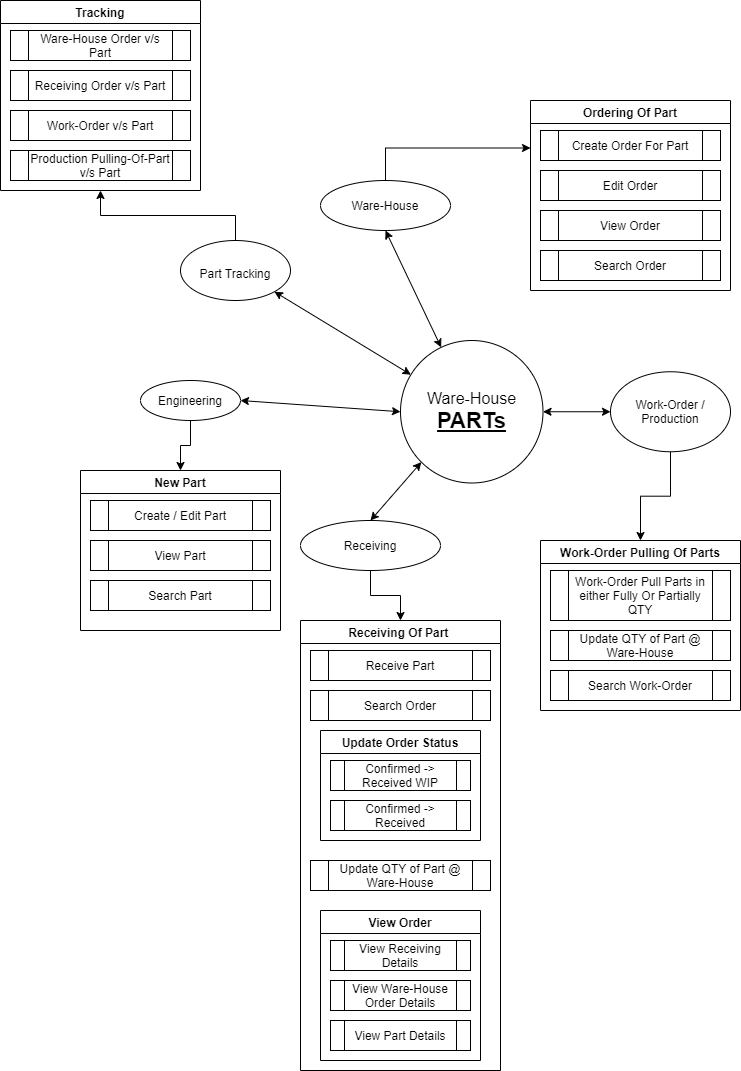 Tracking
Ware-House Order v/s
Part
Receiving Order v/s Part
Work-Order v/s Part
Production Pulling-Of-Part
v/s Part
Ordering Of Part
Create Order For Part
Edit Order
View Order
Search Order
Ware-House
Part Tracking
Engineering
Ware-House
PARTs
Work-Order /
Production
New Part
Create / Edit Part
View Part
Search Part
Receiving
Work-Order Pulling Of Parts
Work-Order Pull Parts in
either Fully Or Partially
QTY
Update QTY of Part @
Ware-House
Search Work-Order
Receiving Of Part
Receive Part
Search Order
Update Order Status
Confirmed ->
Received WIP
Confirmed ->
Received
Update QTY of Part @
Ware-House
View Order
View Receiving
Details
View Ware-House
Order Details
View Part Details